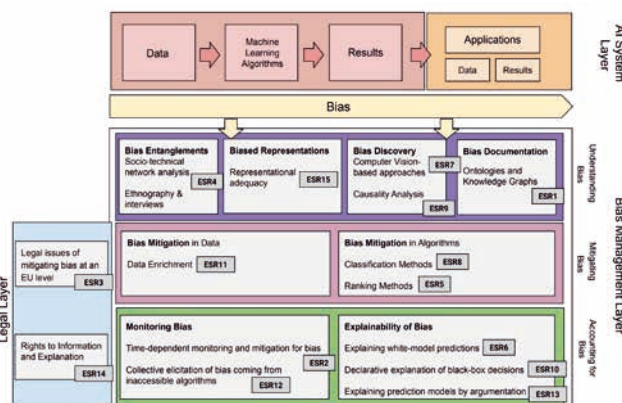 Data
Machine
Learning
Algorithms
Results
Applications
Data
Results
AI System
Layer
Bias
Bias Entanglements
Socio-technical
network analysis
ESR4
Ethnography &
interviews
Biased Representations
Representational
adequacy
ESR15
Bias Discovery
Computer Vision-
based approaches
ESR7
Causality Analysis
ESR9
Bias Documentation
Ontologies and
Knowledge Graphs
ESR1
Understanding
Bias
Legal issues of
mitigating bias at an
EU level
ESR3
Bias Mitigation in Data
Data Enrichment
ESR11
Bias Mitigation in Algorithms
Classification Methods
ESR8
Ranking Methods
ESR5
Mitigating
Bias
Bias Management Layer
Legal Layer
Rights to Information
and Explanation
ESR14
Monitoring Bias
Time-dependent monitoring and mitigation for bias
ESR2
Collective elicitation of bias coming from
inaccessible algorithms
ESR12
Explainability of Bias
Explaining white-model predictions
ESR6
Declarative explanation of black-box decisions
ESR10
Explaining prediction models by argumentation
ESR13
Accounting for
Bias